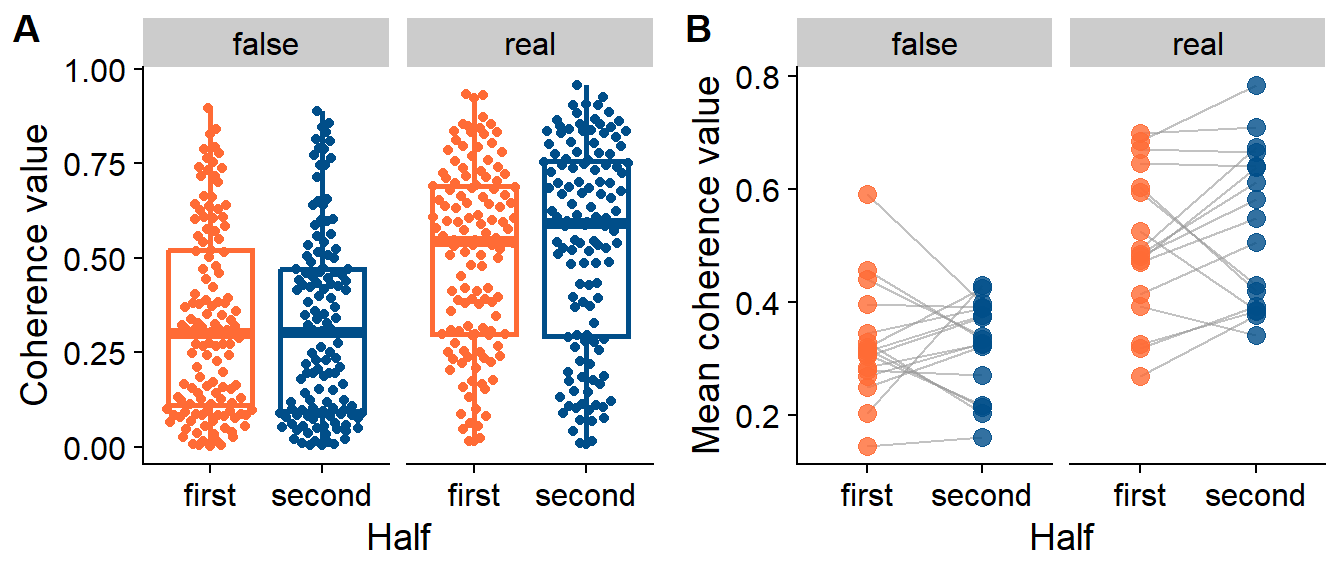 A
false
real
1.00
0.75
0.50
0.25
0.00
Coherence value
first
second
first
second
Half
B
false
real
0.8
0.6
0.4
0.2
Mean coherence value
first
second
first
second
Half